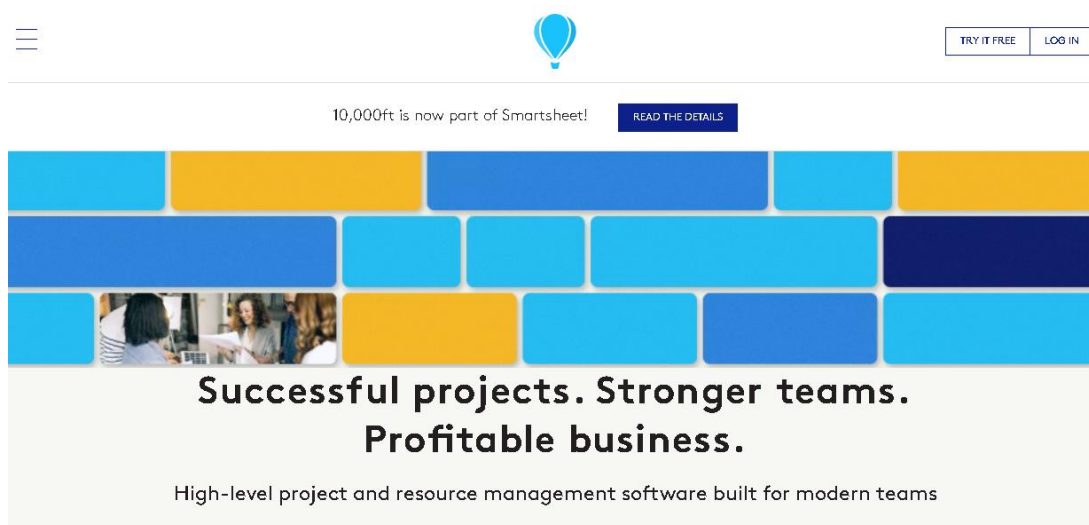 TRY IT FREE
LOG IN
10,000ft is now part of Smartsheet!
READ THE DETAILS
Successful projects. Stronger teams.
Profitable business.
High-level project and resource management software built for modern teams